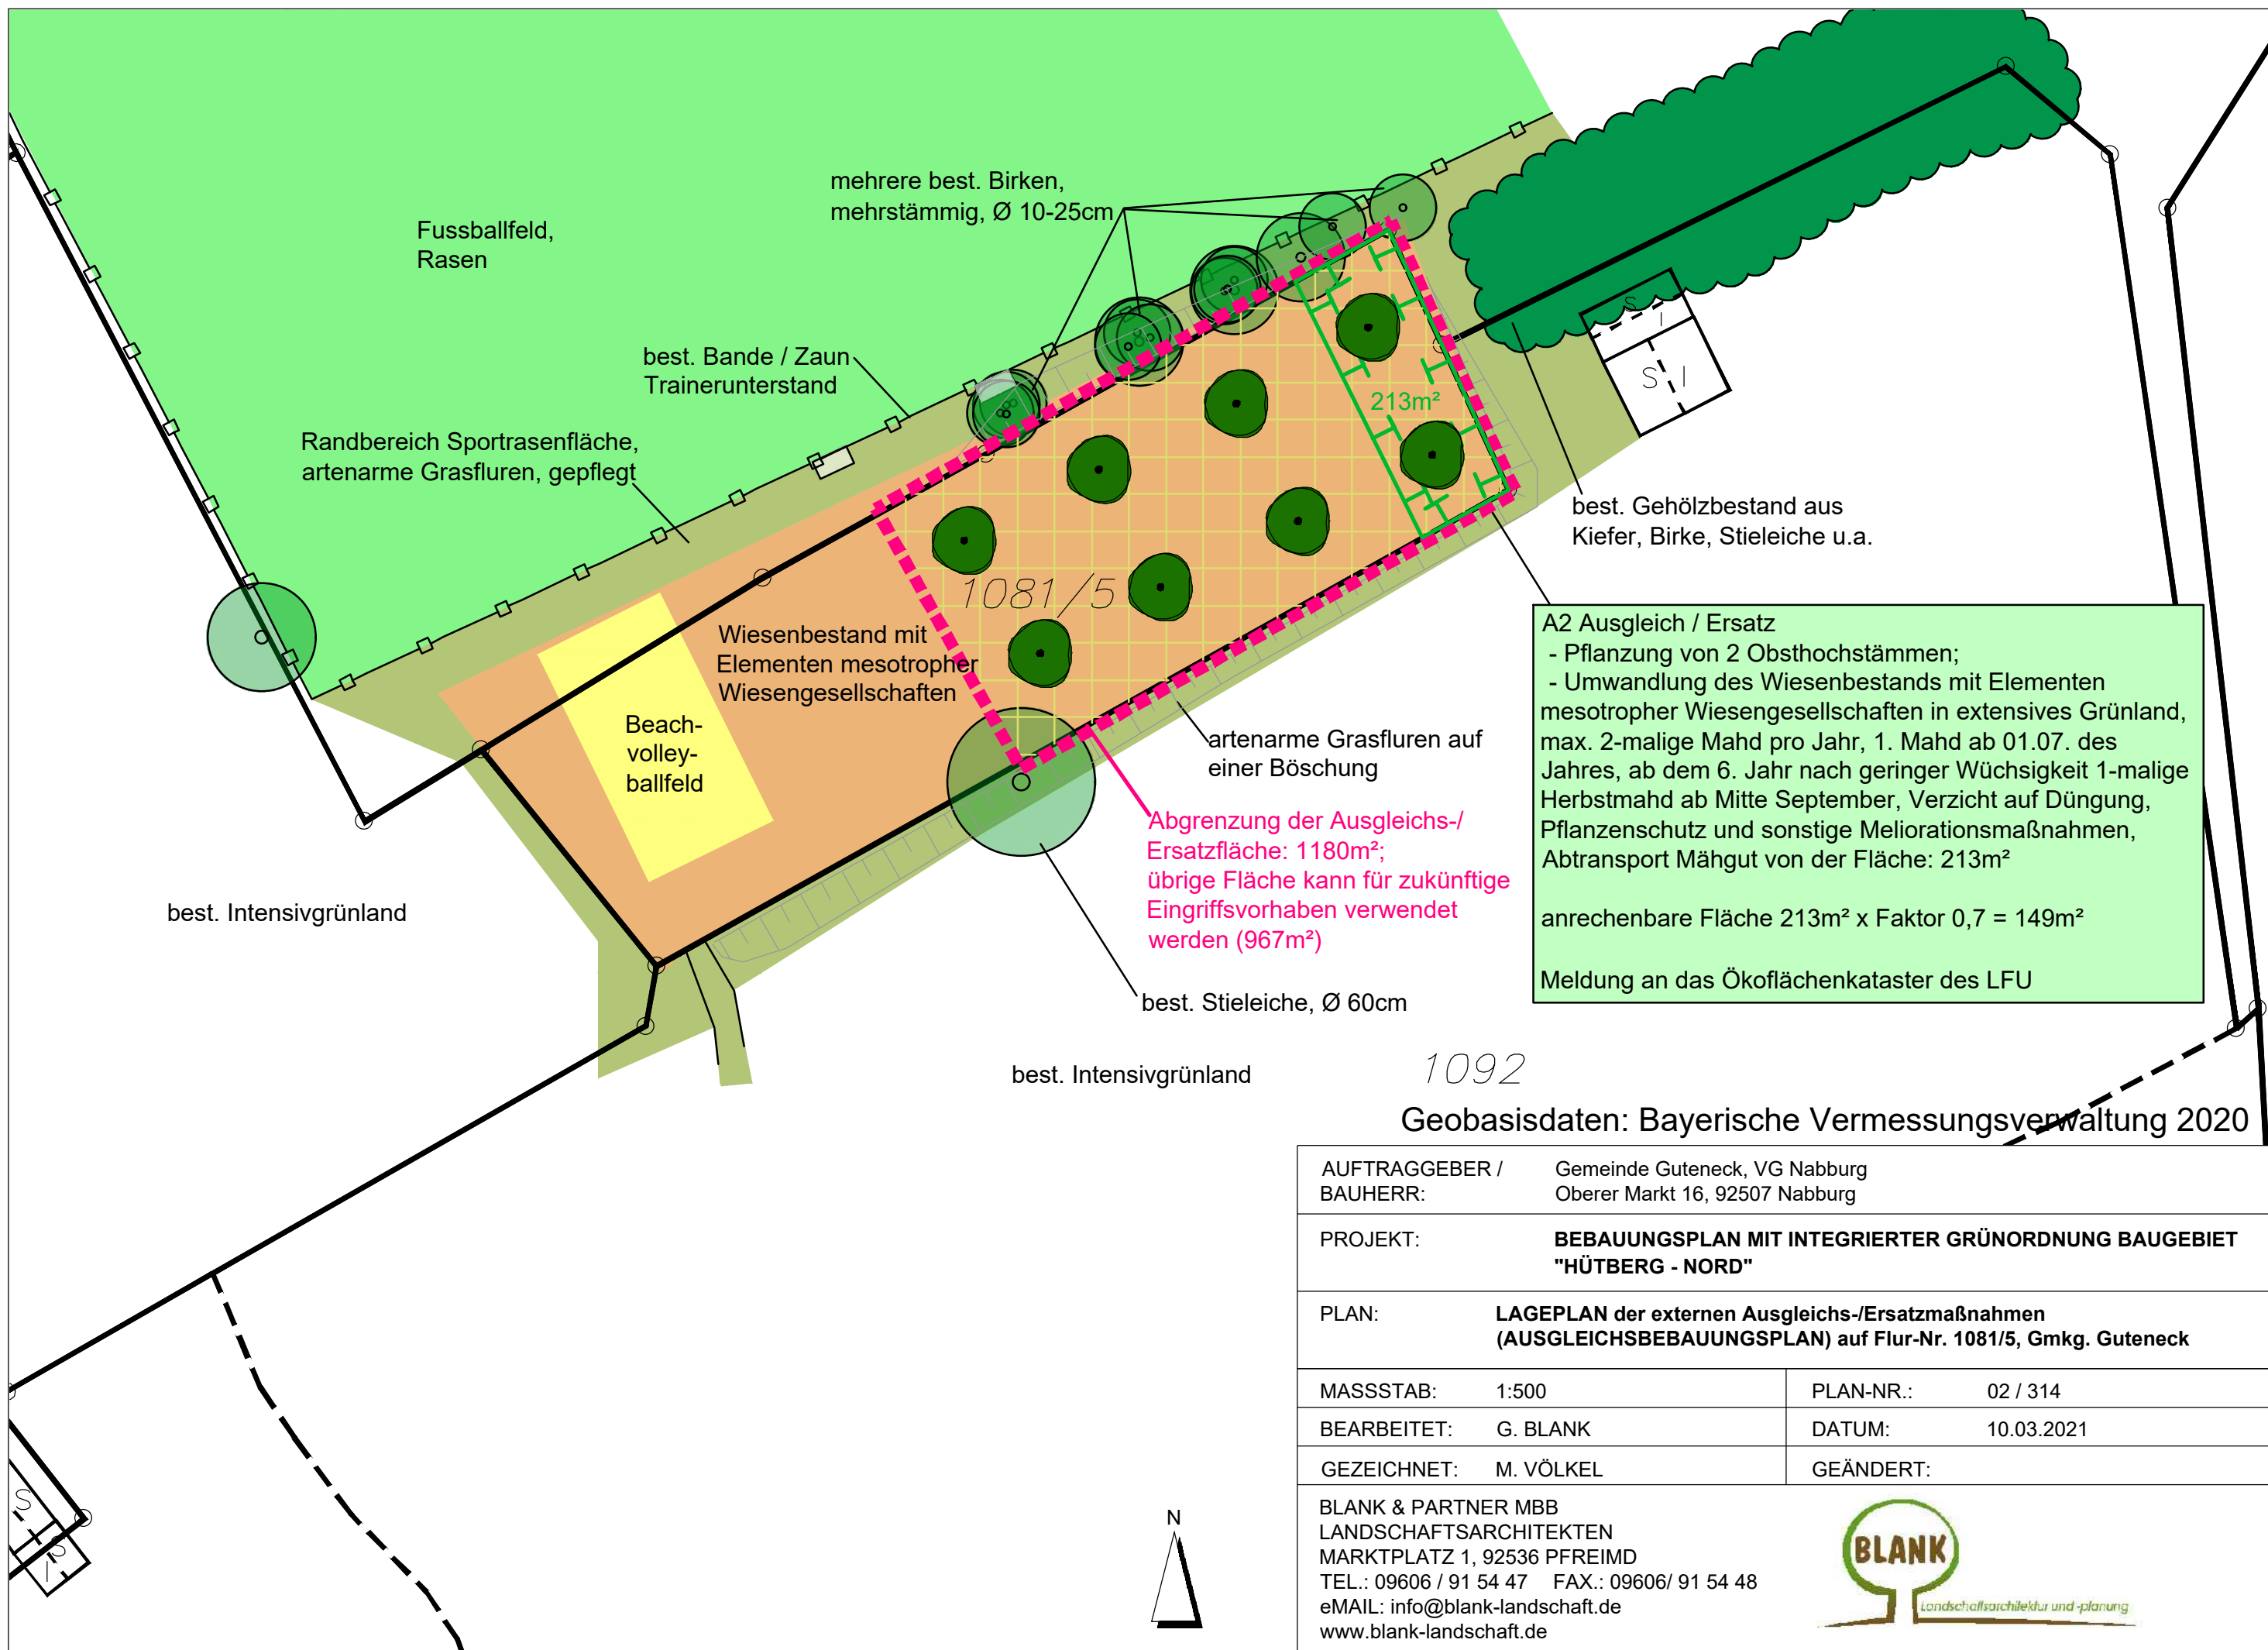 mehrere best. Birken,
mehrstämmig, Ø 10-25cm
Fussballfeld,
Rasen
best. Bande / Zaun
Trainerunterstand
Randbereich Sportrasenfläche,
artenarme Grasfluren, gepflegt
213m²
S
I
S I
best. Gehölzbestand aus
Kiefer, Birke, Stieleiche u.a.
1081/5
Wiesenbestand mit
Elementen mesotropher
Wiesengesellschaften
Beach-
volley-
ballfeld
A2 Ausgleich / Ersatz
- Pflanzung von 2 Obsthochstämmen;
- Umwandlung des Wiesenbestands mit Elementen
mesotropher Wiesengesellschaften in extensives Grünland,
max. 2-malige Mahd pro Jahr, 1. Mahd ab 01.07. des
Jahres, ab dem 6. Jahr nach geringer Wüchsigkeit 1-malige
Herbstmahd ab Mitte September, Verzicht auf Düngung,
Pflanzenschutz und sonstige Meliorationsmaßnahmen,
Abtransport Mähgut von der Fläche: 213m²
anrechenbare Fläche 213m² x Faktor 0,7 = 149m²
Meldung an das Ökoflächenkataster des LFU
artenarme Grasfluren auf
einer Böschung
Abgrenzung der Ausgleichs-/
Ersatzfläche: 1180m²;
übrige Fläche kann für zukünftige
Eingriffsvorhaben verwendet
werden (967m²)
best. Intensivgrünland
best. Stieleiche, Ø 60cm
best. Intensivgrünland
1092
Geobasisdaten: Bayerische Vermessungsverwaltung 2020
AUFTRAGGEBER / Gemeinde Guteneck, VG Nabburg
BAUHERR: Oberer Markt 16, 92507 Nabburg
PROJEKT: BEBAUUNGSPLAN MIT INTEGRIERTER GRÜNORDNUNG BAUGEBIET
"HÜTBERG - NORD"
PLAN: LAGEPLAN der externen Ausgleichs-/Ersatzmaßnahmen
(AUSGLEICHSBEBAUUNGSPLAN) auf Flur-Nr. 1081/5, Gmkg. Guteneck
MASSSTAB: 1:500 PLAN-NR.: 02 / 314
BEARBEITET: G. BLANK DATUM: 10.03.2021
GEZEICHNET: M. VÖLKEL GEÄNDERT:
BLANK & PARTNER MBB
LANDSCHAFTSARCHITEKTEN
MARKTPLATZ 1, 92536 PFREIMD
TEL.: 09606 / 91 54 47 FAX.: 09606/ 91 54 48
eMAIL: info@blank-landschaft.de
www.blank-landschaft.de
BLANK
Landschaftsarchitektur und -planung
N
S
I
S
I